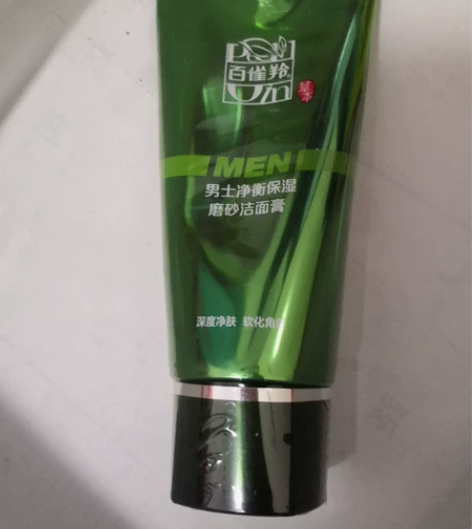 百雀羚
草本
MEN
男士净衡保湿
磨砂洁面膏
深度净肤 软化角